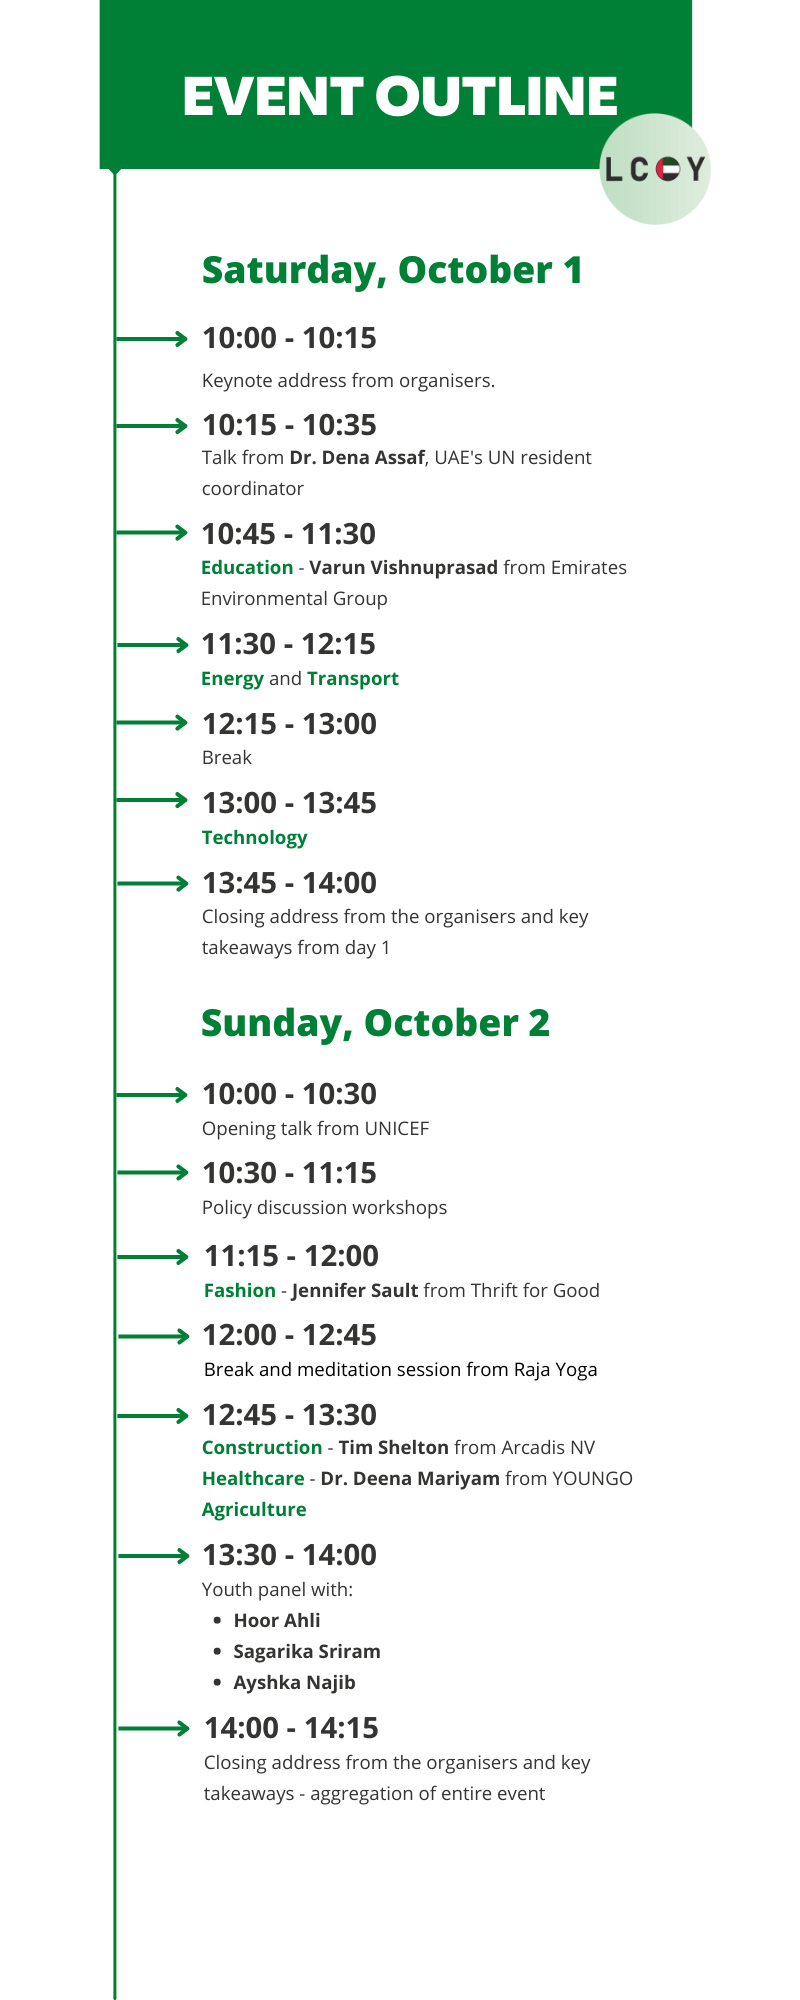 EVENT OUTLINE
LCOY
Saturday, October 1
10:00 - 10:15
Keynote address from organisers.
10:15 - 10:35
Talk from Dr. Dena Assaf, UAE's UN resident
coordinator
10:45 - 11:30
Education - Varun Vishnuprasad from Emirates
Environmental Group
11:30 - 12:15
Energy and Transport
12:15 - 13:00
Break
13:00 - 13:45
Technology
13:45 - 14:00
Closing address from the organisers and key
takeaways from day 1
Sunday, October 2
10:00 - 10:30
Opening talk from UNICEF
10:30 - 11:15
Policy discussion workshops
11:15 - 12:00
Fashion - Jennifer Sault from Thrift for Good
12:00 - 12:45
Break and meditation session from Raja Yoga
12:45 - 13:30
Construction - Tim Shelton from Arcadis NV
Healthcare - Dr. Deena Mariyam from YOUNGO
Agriculture
13:30 - 14:00
Youth panel with:
• Hoor Ahli
• Sagarika Sriram
• Ayshka Najib
14:00 - 14:15
Closing address from the organisers and key
takeaways - aggregation of entire event